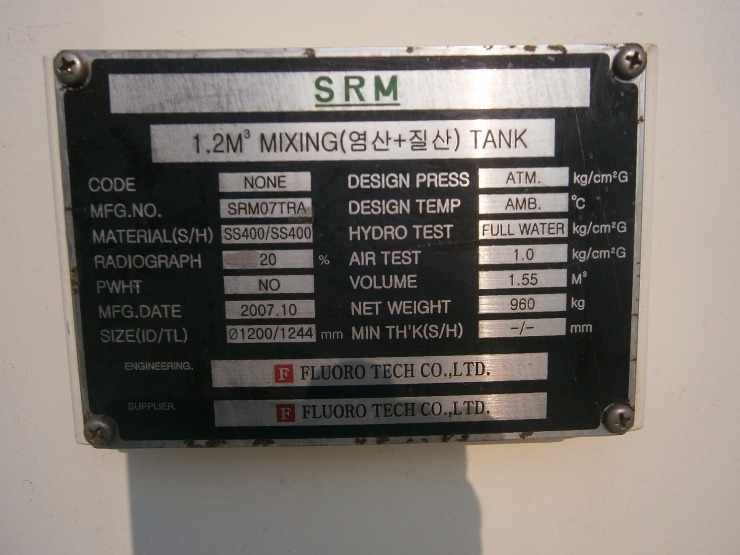 SRM
1.2M³ MIXING(염산+질산) TANK
CODE NONE DESIGN PRESS ATM. kg/cm²G
MFG.NO. SRM07TRA DESIGN TEMP AMB. °C
MATERIAL(S/H) SS400/SS400 HYDRO TEST FULL WATER kg/cm²G
RADIOGRAPH 20 % AIR TEST 1.0 kg/cm²G
PWHT NO VOLUME 1.55 M³
MFG.DATE 2007.10 NET WEIGHT 960 kg
SIZE(ID/TL) Ø1200/1244 mm MIN TH'K(S/H) -/- mm
ENGINEERING. F FLUORO TECH CO.,LTD.
SUPPLIER. F FLUORO TECH CO.,LTD.